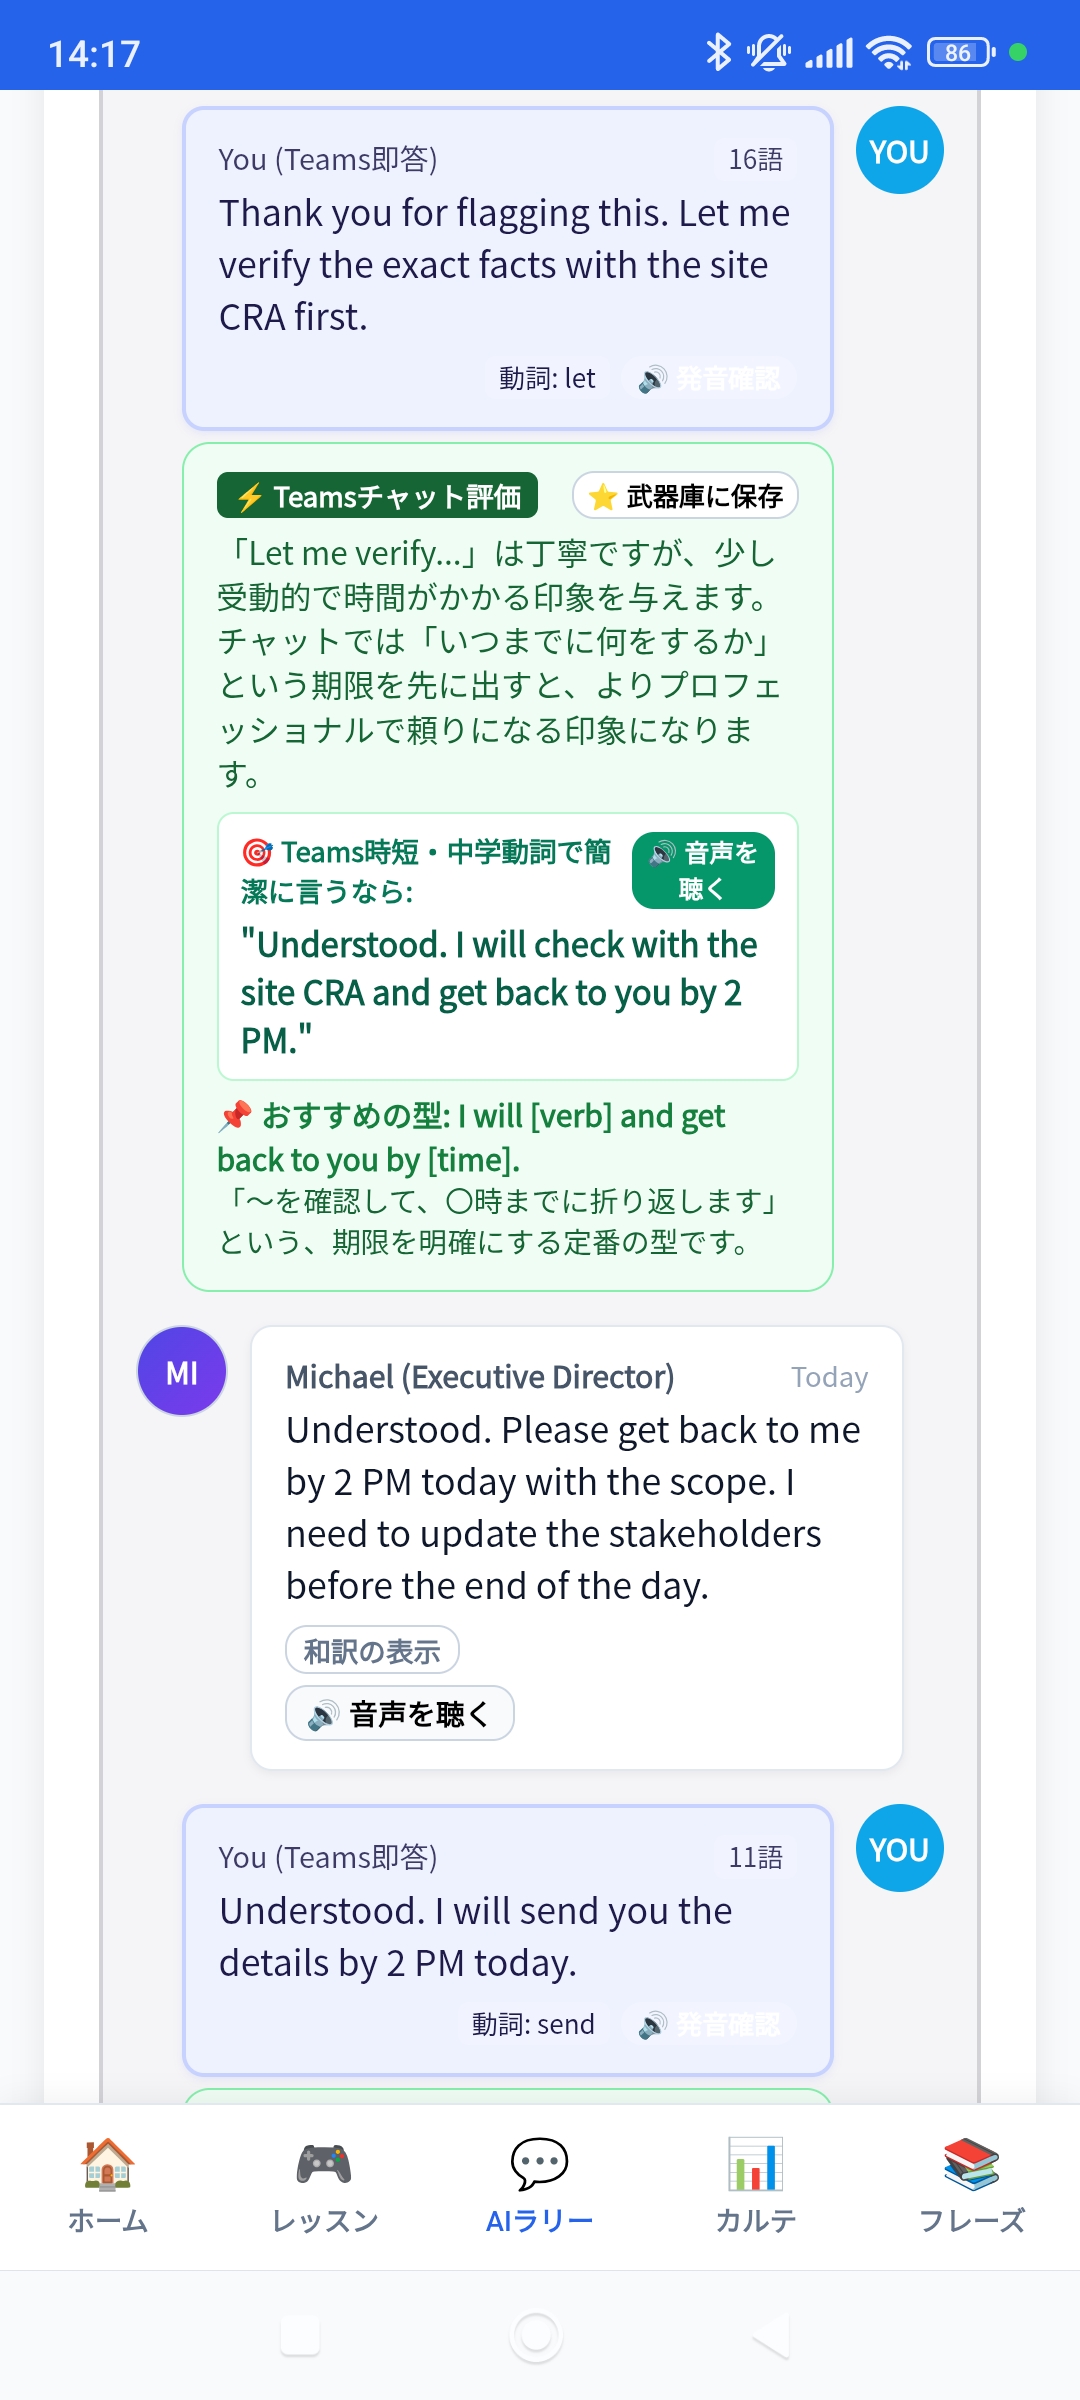 14:17
86
You (Teams即答)
16語
YOU
Thank you for flagging this. Let me
verify the exact facts with the site
CRA first.
動詞: let
🔊 発音確認
⚡ Teamsチャット評価
⭐ 武器庫に保存
「Let me verify...」は丁寧ですが、少し
受動的で時間がかかる印象を与えます。
チャットでは「いつまでに何をするか」
という期限を先に出すと、よりプロフェ
ッショナルで頼りになる印象になりま
す。
🎯 Teams時短・中学動詞で簡
潔に言うなら:
🔊 音声を
聴く
"Understood. I will check with the
site CRA and get back to you by 2
PM."
📌 おすすめの型: I will [verb] and get
back to you by [time].
「〜を確認して、〇時までに折り返します」
という、期限を明確にする定番の型です。
MI
Michael (Executive Director)
Today
Understood. Please get back to me
by 2 PM today with the scope. I
need to update the stakeholders
before the end of the day.
和訳の表示
🔊 音声を聴く
You (Teams即答)
11語
YOU
Understood. I will send you the
details by 2 PM today.
動詞: send
🔊 発音確認
ホーム
レッスン
AIラリー
カルテ
フレーズ